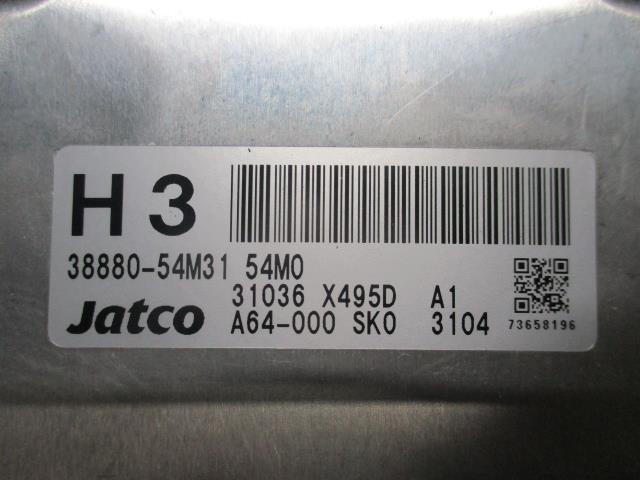 H3
38880-54M31 54M0
31036 X495D A1
Jatco A64-000 SK0 3104 73658196